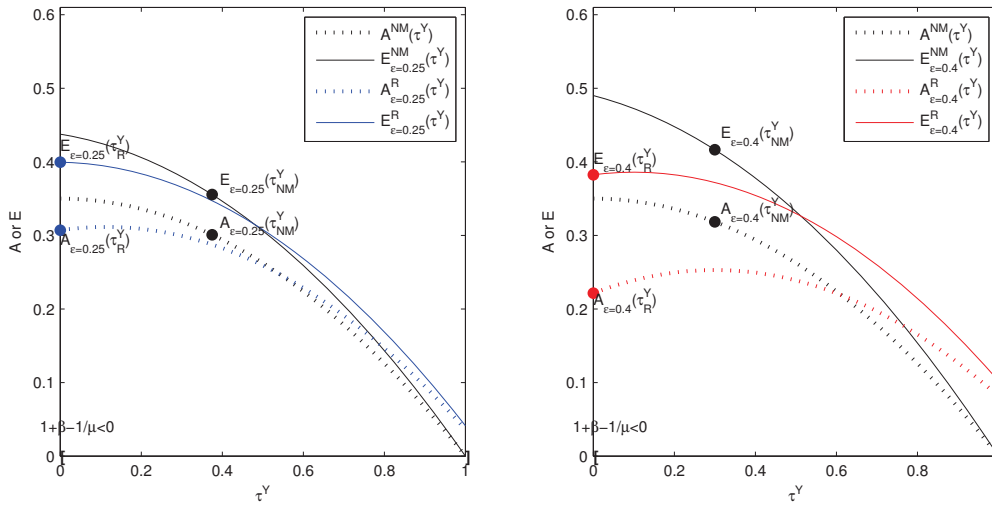 0.6
0.5
0.4
0.3
0.2
0.1
0
A or E
A^NM(τ^Y)
E^NM_ε=0.25(τ^Y)
A^R_ε=0.25(τ^Y)
E^R_ε=0.25(τ^Y)
E_ε=0.25(τ^Y_R)
E_ε=0.25(τ^Y_NM)
A_ε=0.25(τ^Y_NM)
A_ε=0.25(τ^Y_R)
1+β−1/μ<0
[ ]
0 0.2 0.4 0.6 0.8 1
τ^Y
0.6
0.5
0.4
0.3
0.2
0.1
0
A or E
A^NM(τ^Y)
E^NM_ε=0.4(τ^Y)
A^R_ε=0.4(τ^Y)
E^R_ε=0.4(τ^Y)
E_ε=0.4(τ^Y_NM)
E_ε=0.4(τ^Y_R)
A_ε=0.4(τ^Y_NM)
A_ε=0.4(τ^Y_R)
1+β−1/μ<0
[
0 0.2 0.4 0.6 0.8 1
τ^Y